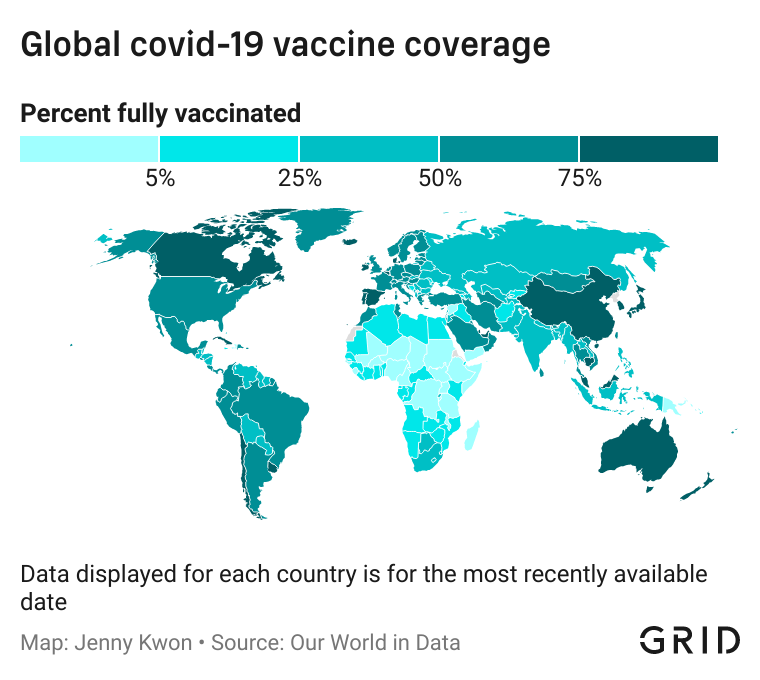 Global covid-19 vaccine coverage
Percent fully vaccinated
5% 25% 50% 75%
Data displayed for each country is for the most recently available
date
Map: Jenny Kwon • Source: Our World in Data
GRID